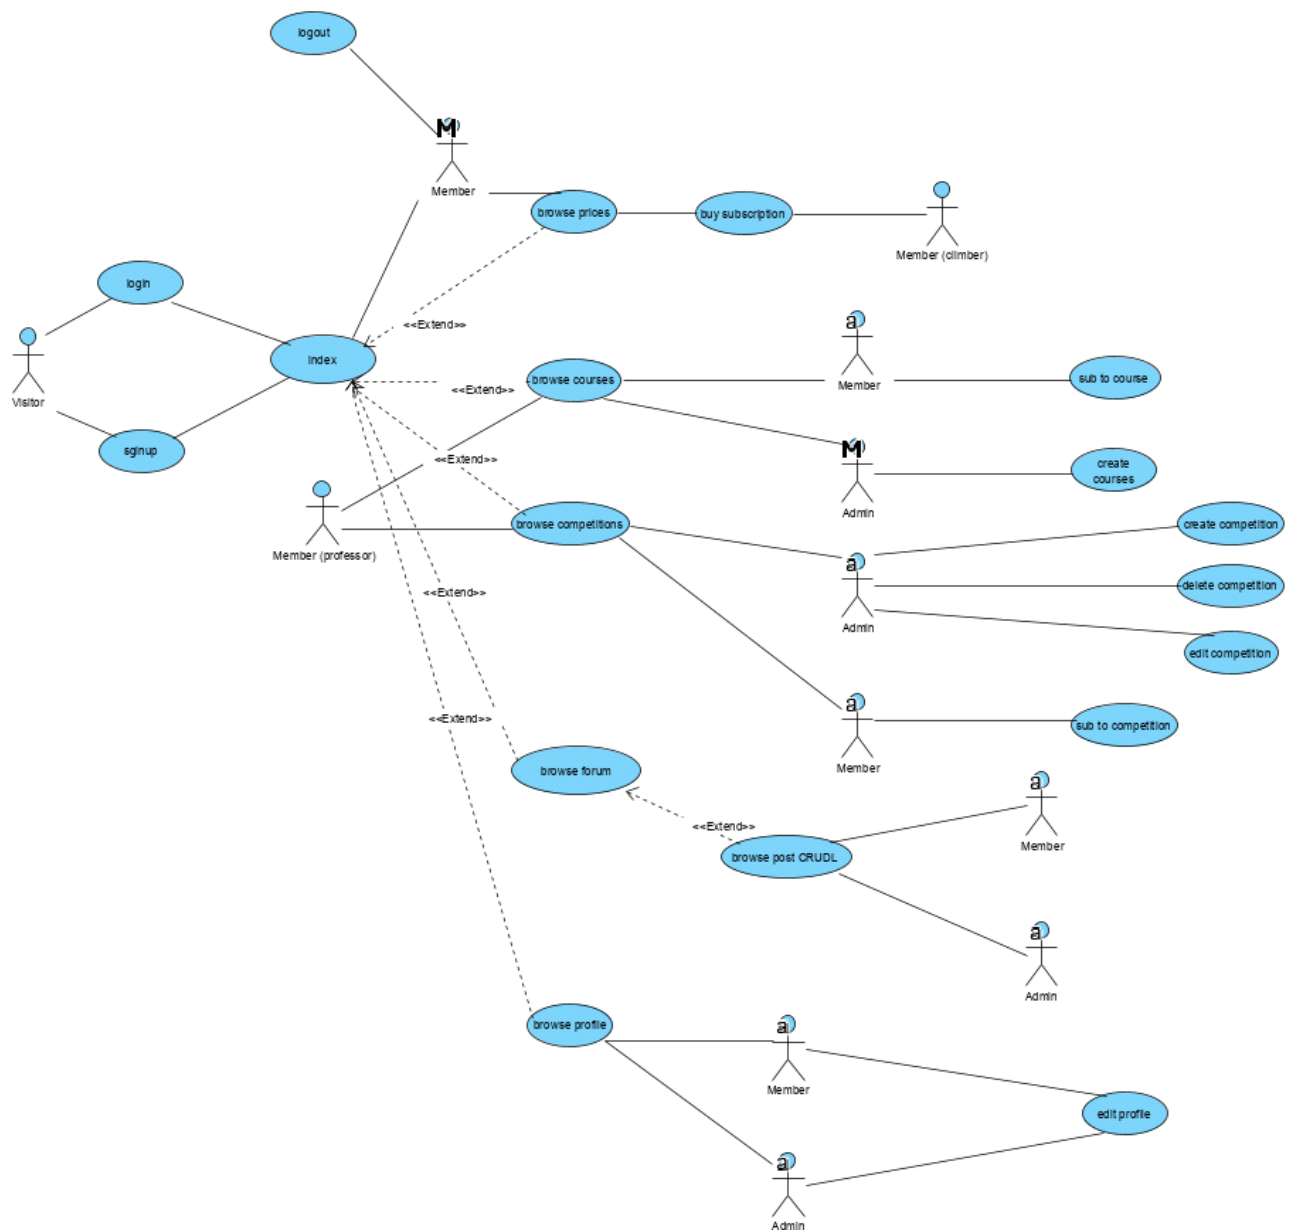 logout
M
Member
browse prices
buy subscription
Member (climber)
login
<<Extend>>
a
Index
Visitor
browse courses
<<Extend>>
Member
sub to course
sginup
<<Extend>>
M
create
courses
Admin
browse competitions
create competition
Member (professor)
a
<<Extend>>
delete competition
Admin
edit competition
a
<<Extend>>
sub to competition
Member
browse forum
a
<<Extend>>
Member
browse post CRUDL
a
Admin
browse profile
a
Member
edit profile
a
Admin